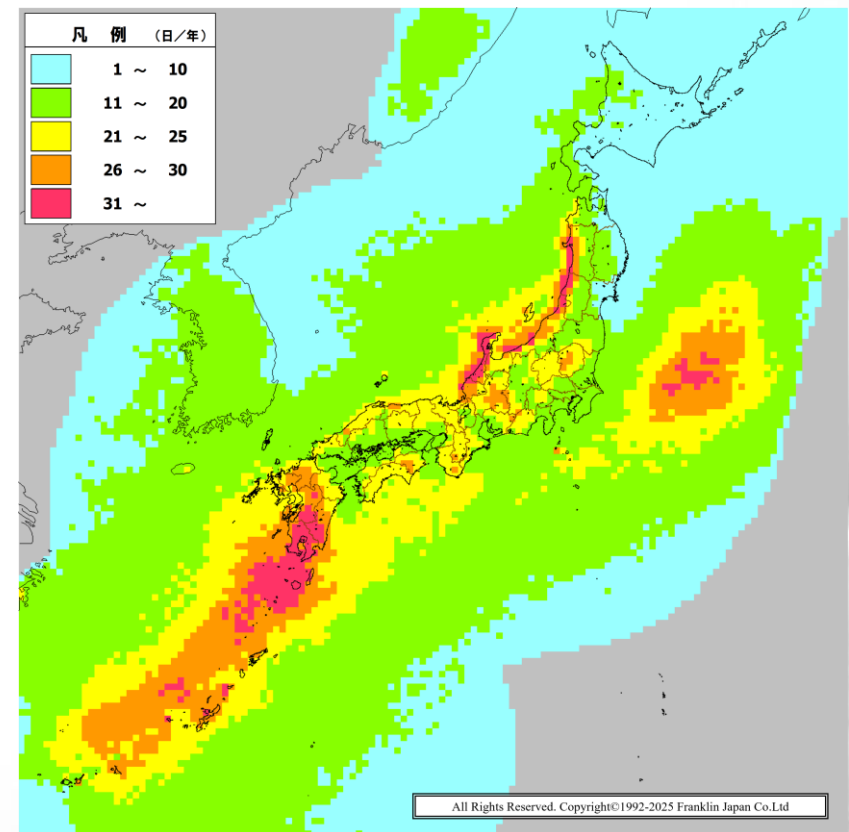 凡 例 (日/年)
1 ~ 10
11 ~ 20
21 ~ 25
26 ~ 30
31 ~
All Rights Reserved. Copyright©1992-2025 Franklin Japan Co.Ltd